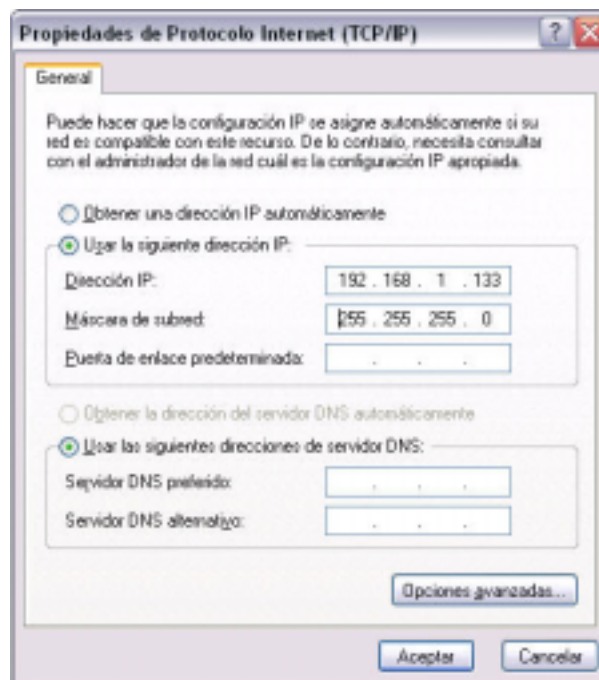 Propiedades de Protocolo Internet (TCP/IP)
General
Puede hacer que la configuración IP se asigne automáticamente si su
red es compatible con este recurso. De lo contrario, necesita consultar
con el administrador de la red cuál es la configuración IP apropiada.
Obtener una dirección IP automáticamente
Usar la siguiente dirección IP:
Dirección IP: 192 . 168 . 1 . 133
Máscara de subred: 255 . 255 . 255 . 0
Puerta de enlace predeterminada: . . .
Obtener la dirección del servidor DNS automáticamente
Usar las siguientes direcciones de servidor DNS:
Servidor DNS preferido: . . .
Servidor DNS alternativo: . . .
Opciones avanzadas...
Aceptar Cancelar